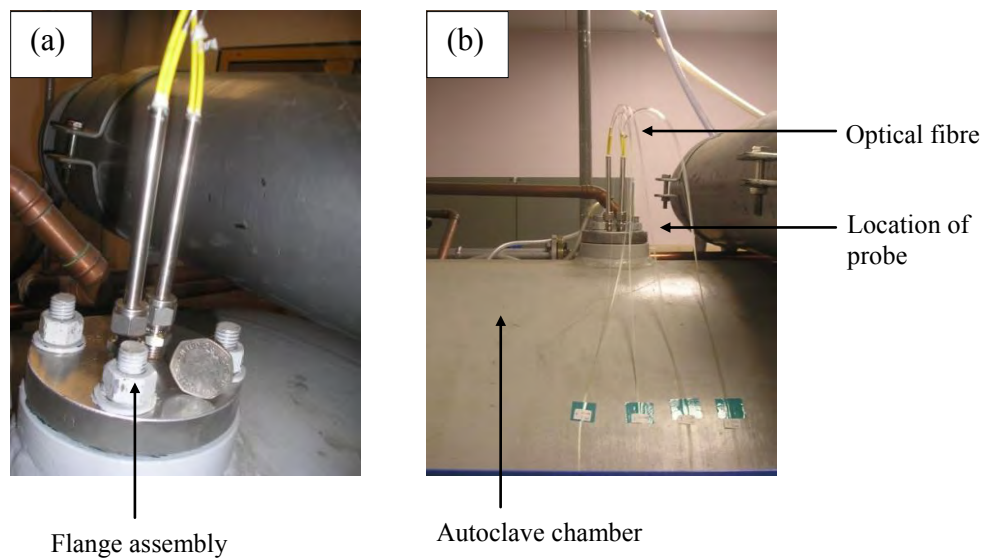 (a)
(b)
Optical fibre
Location of
probe
Flange assembly
Autoclave chamber